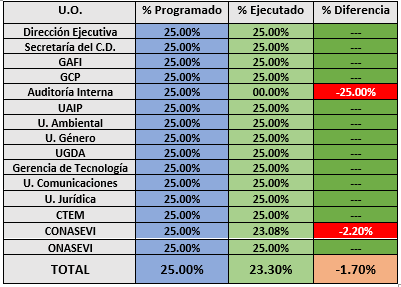 U.O. % Programado % Ejecutado % Diferencia
Dirección Ejecutiva 25.00% 25.00% ---
Secretaría del C.D. 25.00% 25.00% ---
GAFI 25.00% 25.00% ---
GCP 25.00% 25.00% ---
Auditoría Interna 25.00% 00.00% -25.00%
UAIP 25.00% 25.00% ---
U. Ambiental 25.00% 25.00% ---
U. Género 25.00% 25.00% ---
UGDA 25.00% 25.00% ---
Gerencia de Tecnología 25.00% 25.00% ---
U. Comunicaciones 25.00% 25.00% ---
U. Jurídica 25.00% 25.00% ---
CTEM 25.00% 25.00% ---
CONASEVI 25.00% 23.08% -2.20%
ONASEVI 25.00% 25.00% ---
TOTAL 25.00% 23.30% -1.70%